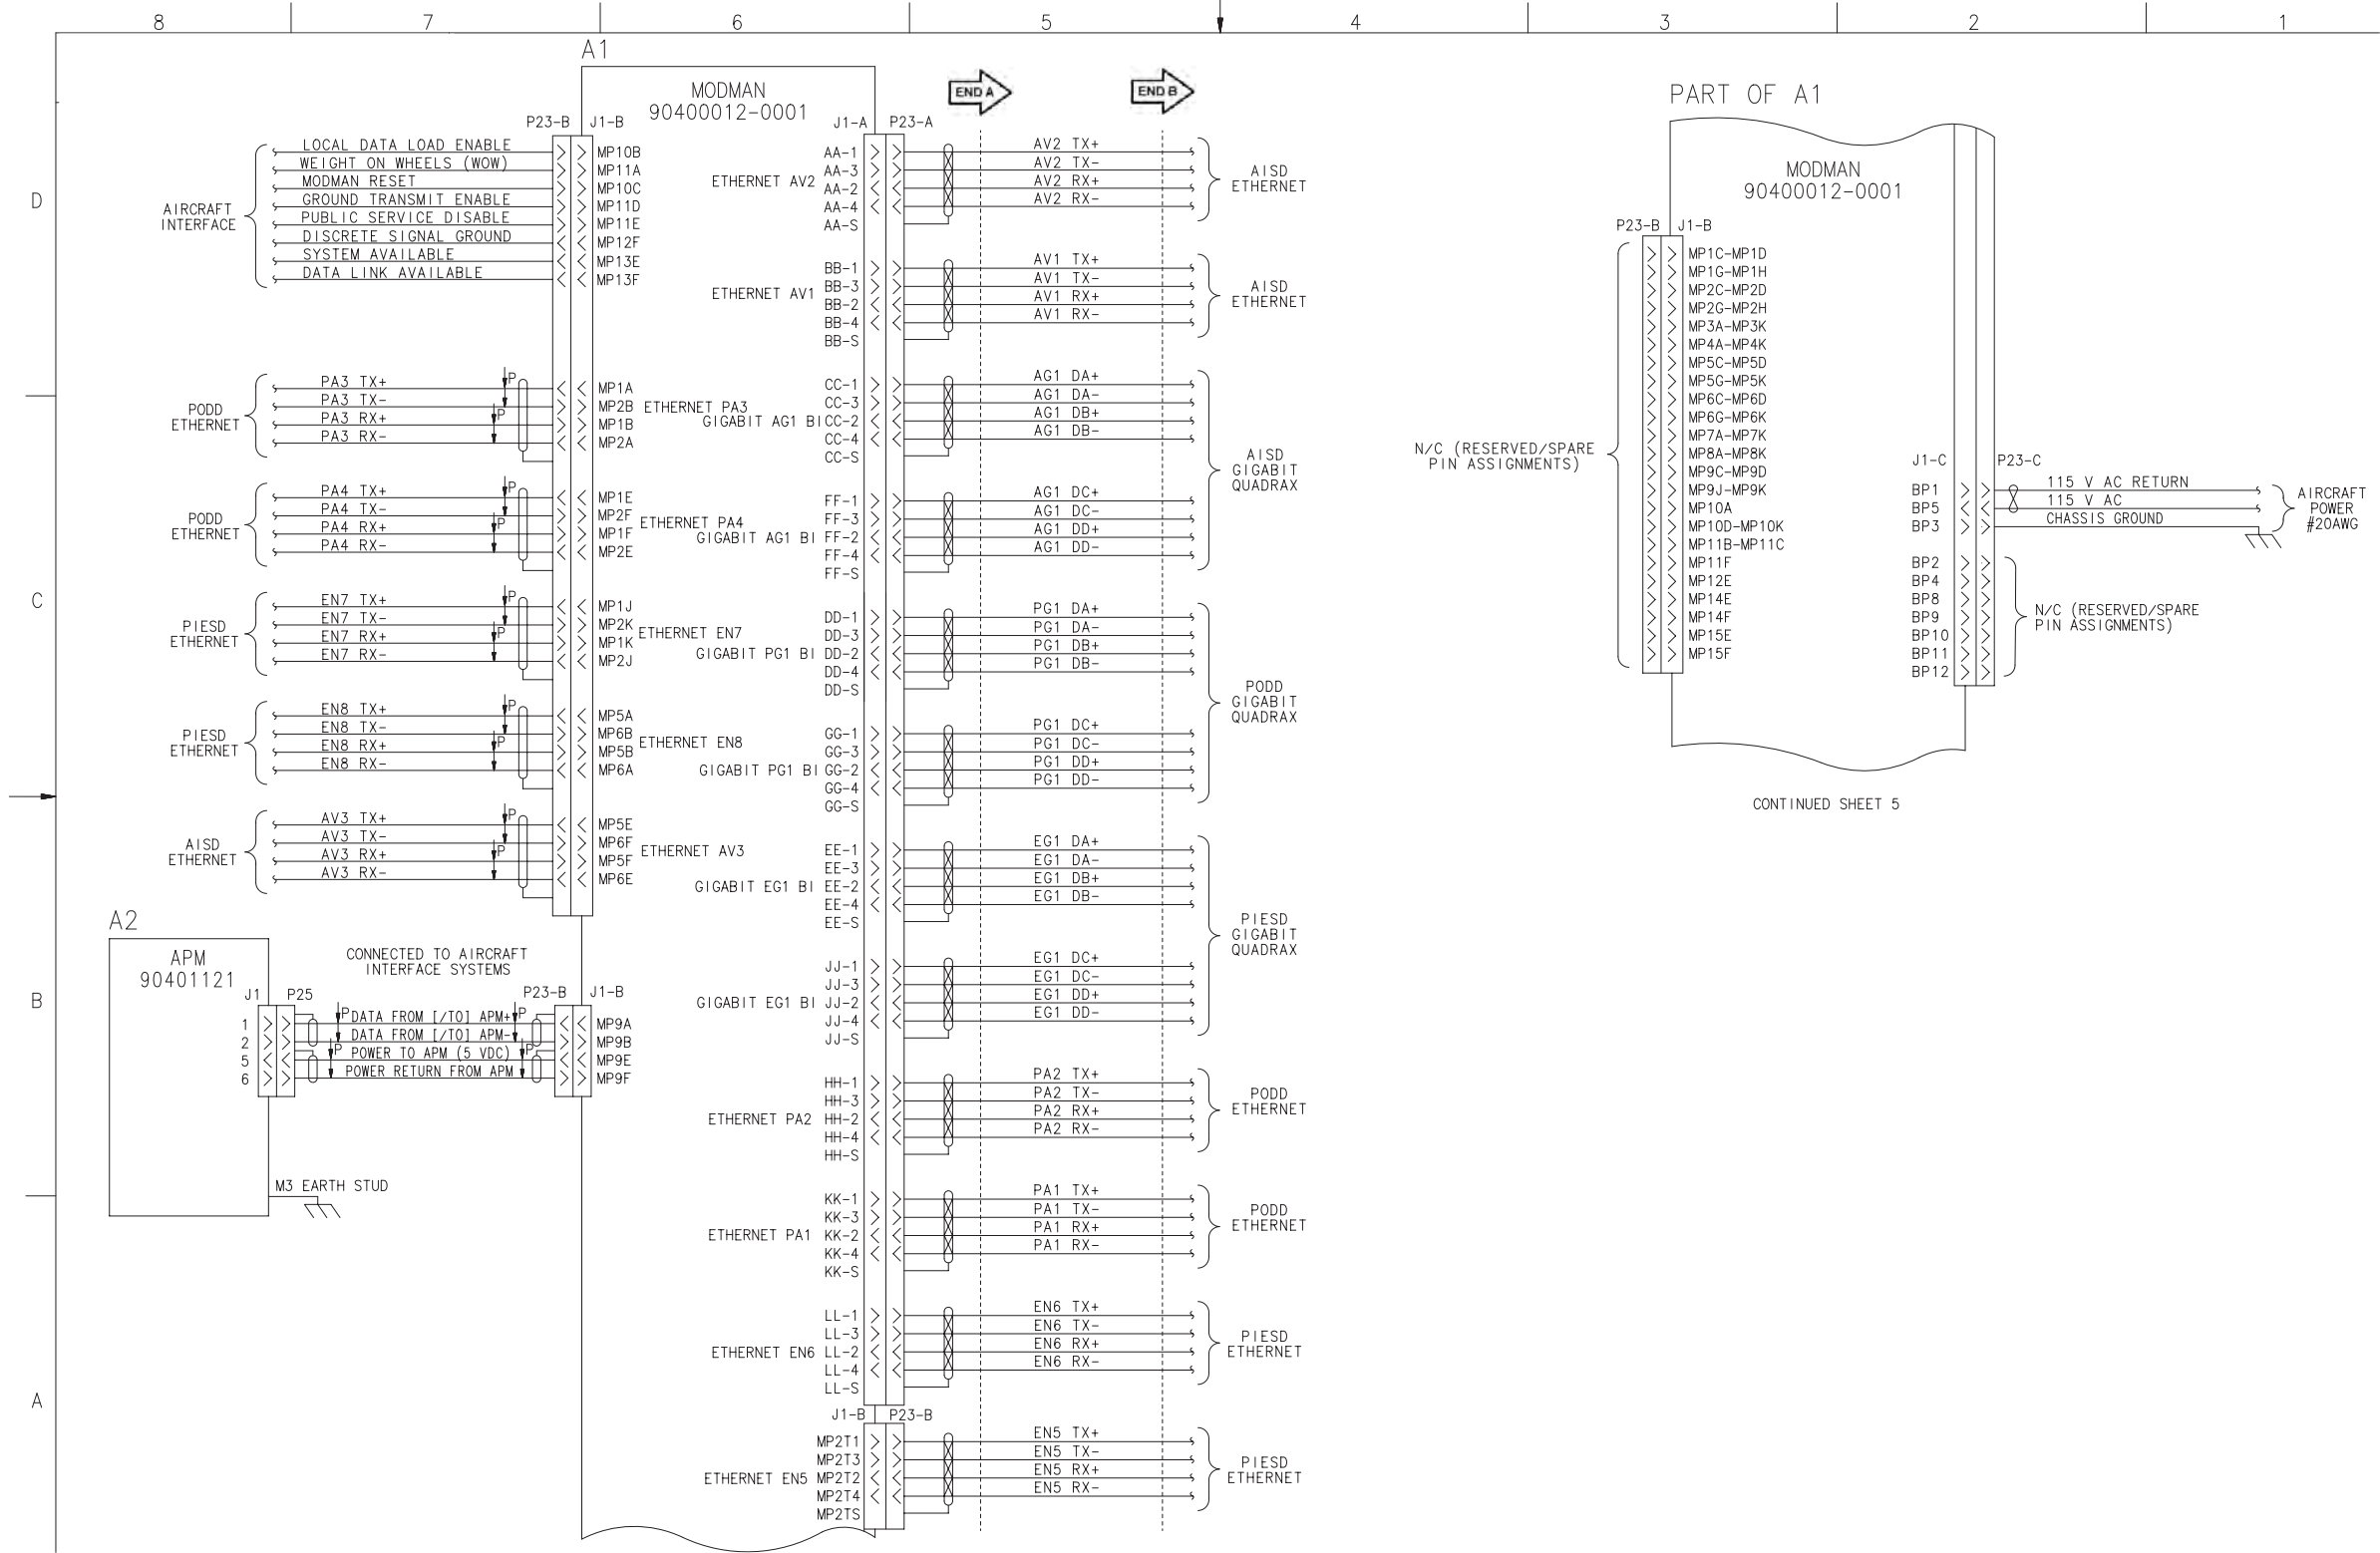 8 7 6 5 4 3 2 1
D
C
B
A
A1
MODMAN
90400012-0001
P23-B J1-B
LOCAL DATA LOAD ENABLE MP10B
WEIGHT ON WHEELS (WOW) MP11A
MODMAN RESET MP10C
GROUND TRANSMIT ENABLE MP11D
PUBLIC SERVICE DISABLE MP11E
DISCRETE SIGNAL GROUND MP12F
SYSTEM AVAILABLE MP13E
DATA LINK AVAILABLE MP13F
AIRCRAFT
INTERFACE
PA3 TX+ P MP1A
PA3 TX- MP2B
PA3 RX+ P MP1B
PA3 RX- MP2A
PODD
ETHERNET
ETHERNET PA3
PA4 TX+ P MP1E
PA4 TX- MP2F
PA4 RX+ P MP1F
PA4 RX- MP2E
PODD
ETHERNET
ETHERNET PA4
EN7 TX+ P MP1J
EN7 TX- MP2K
EN7 RX+ P MP1K
EN7 RX- MP2J
PIESD
ETHERNET
ETHERNET EN7
EN8 TX+ P MP5A
EN8 TX- MP6B
EN8 RX+ P MP5B
EN8 RX- MP6A
PIESD
ETHERNET
ETHERNET EN8
AV3 TX+ P MP5E
AV3 TX- MP6F
AV3 RX+ P MP5F
AV3 RX- MP6E
AISD
ETHERNET
ETHERNET AV3
A2
APM
90401121
CONNECTED TO AIRCRAFT
INTERFACE SYSTEMS
J1 P25 P23-B J1-B
1 P DATA FROM [/TO] APM+ P MP9A
2 DATA FROM [/TO] APM- MP9B
5 P POWER TO APM (5 VDC) P MP9E
6 POWER RETURN FROM APM MP9F
M3 EARTH STUD
END A END B
J1-A P23-A
AA-1 AV2 TX+
AA-3 AV2 TX-
AA-2 AV2 RX+
AA-4 AV2 RX-
AA-S
ETHERNET AV2
AISD
ETHERNET
BB-1 AV1 TX+
BB-3 AV1 TX-
BB-2 AV1 RX+
BB-4 AV1 RX-
BB-S
ETHERNET AV1
AISD
ETHERNET
CC-1 AG1 DA+
CC-3 AG1 DA-
GIGABIT AG1 BI CC-2 AG1 DB+
CC-4 AG1 DB-
CC-S
AISD
GIGABIT
QUADRAX
FF-1 AG1 DC+
FF-3 AG1 DC-
GIGABIT AG1 BI FF-2 AG1 DD+
FF-4 AG1 DD-
FF-S
DD-1 PG1 DA+
DD-3 PG1 DA-
GIGABIT PG1 BI DD-2 PG1 DB+
DD-4 PG1 DB-
DD-S
PODD
GIGABIT
QUADRAX
GG-1 PG1 DC+
GG-3 PG1 DC-
GIGABIT PG1 BI GG-2 PG1 DD+
GG-4 PG1 DD-
GG-S
EE-1 EG1 DA+
EE-3 EG1 DA-
GIGABIT EG1 BI EE-2 EG1 DB+
EE-4 EG1 DB-
EE-S
PIESD
GIGABIT
QUADRAX
JJ-1 EG1 DC+
JJ-3 EG1 DC-
GIGABIT EG1 BI JJ-2 EG1 DD+
JJ-4 EG1 DD-
JJ-S
HH-1 PA2 TX+
HH-3 PA2 TX-
ETHERNET PA2 HH-2 PA2 RX+
HH-4 PA2 RX-
HH-S
PODD
ETHERNET
KK-1 PA1 TX+
KK-3 PA1 TX-
ETHERNET PA1 KK-2 PA1 RX+
KK-4 PA1 RX-
KK-S
PODD
ETHERNET
LL-1 EN6 TX+
LL-3 EN6 TX-
ETHERNET EN6 LL-2 EN6 RX+
LL-4 EN6 RX-
LL-S
PIESD
ETHERNET
J1-B P23-B
MP2T1 EN5 TX+
MP2T3 EN5 TX-
ETHERNET EN5 MP2T2 EN5 RX+
MP2T4 EN5 RX-
MP2TS
PIESD
ETHERNET
PART OF A1
MODMAN
90400012-0001
P23-B J1-B
MP1C-MP1D
MP1G-MP1H
MP2C-MP2D
MP2G-MP2H
MP3A-MP3K
MP4A-MP4K
MP5C-MP5D
MP5G-MP5K
MP6C-MP6D
MP6G-MP6K
MP7A-MP7K
MP8A-MP8K
MP9C-MP9D
MP9J-MP9K
MP10A
MP10D-MP10K
MP11B-MP11C
MP11F
MP12E
MP14E
MP14F
MP15E
MP15F
N/C (RESERVED/SPARE
PIN ASSIGNMENTS)
J1-C P23-C
BP1 115 V AC RETURN
BP5 115 V AC
BP3 CHASSIS GROUND
AIRCRAFT
POWER
#20AWG
BP2
BP4
BP8
BP9
BP10
BP11
BP12
N/C (RESERVED/SPARE
PIN ASSIGNMENTS)
CONTINUED SHEET 5